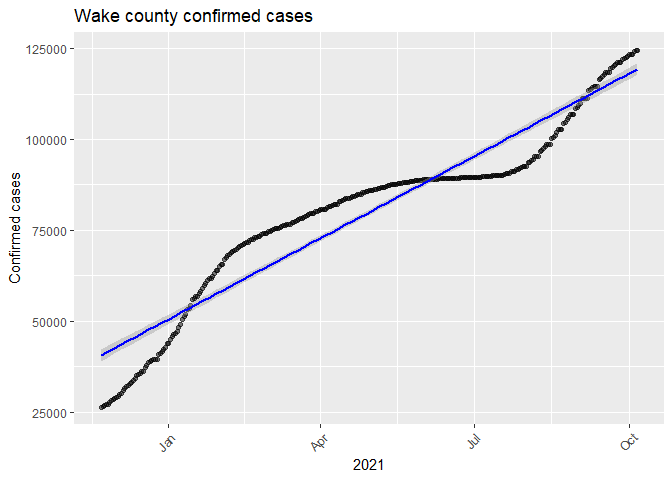 Wake county confirmed cases
125000
100000
75000
50000
25000
Confirmed cases
Jan
Apr
Jul
Oct
2021